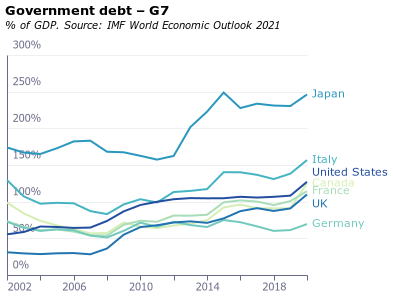 Government debt – G7
% of GDP. Source: IMF World Economic Outlook 2021
300%
250%
200%
150%
100%
50%
0%
Japan
Italy
United States
Canada
France
UK
Germany
2002
2006
2010
2014
2018